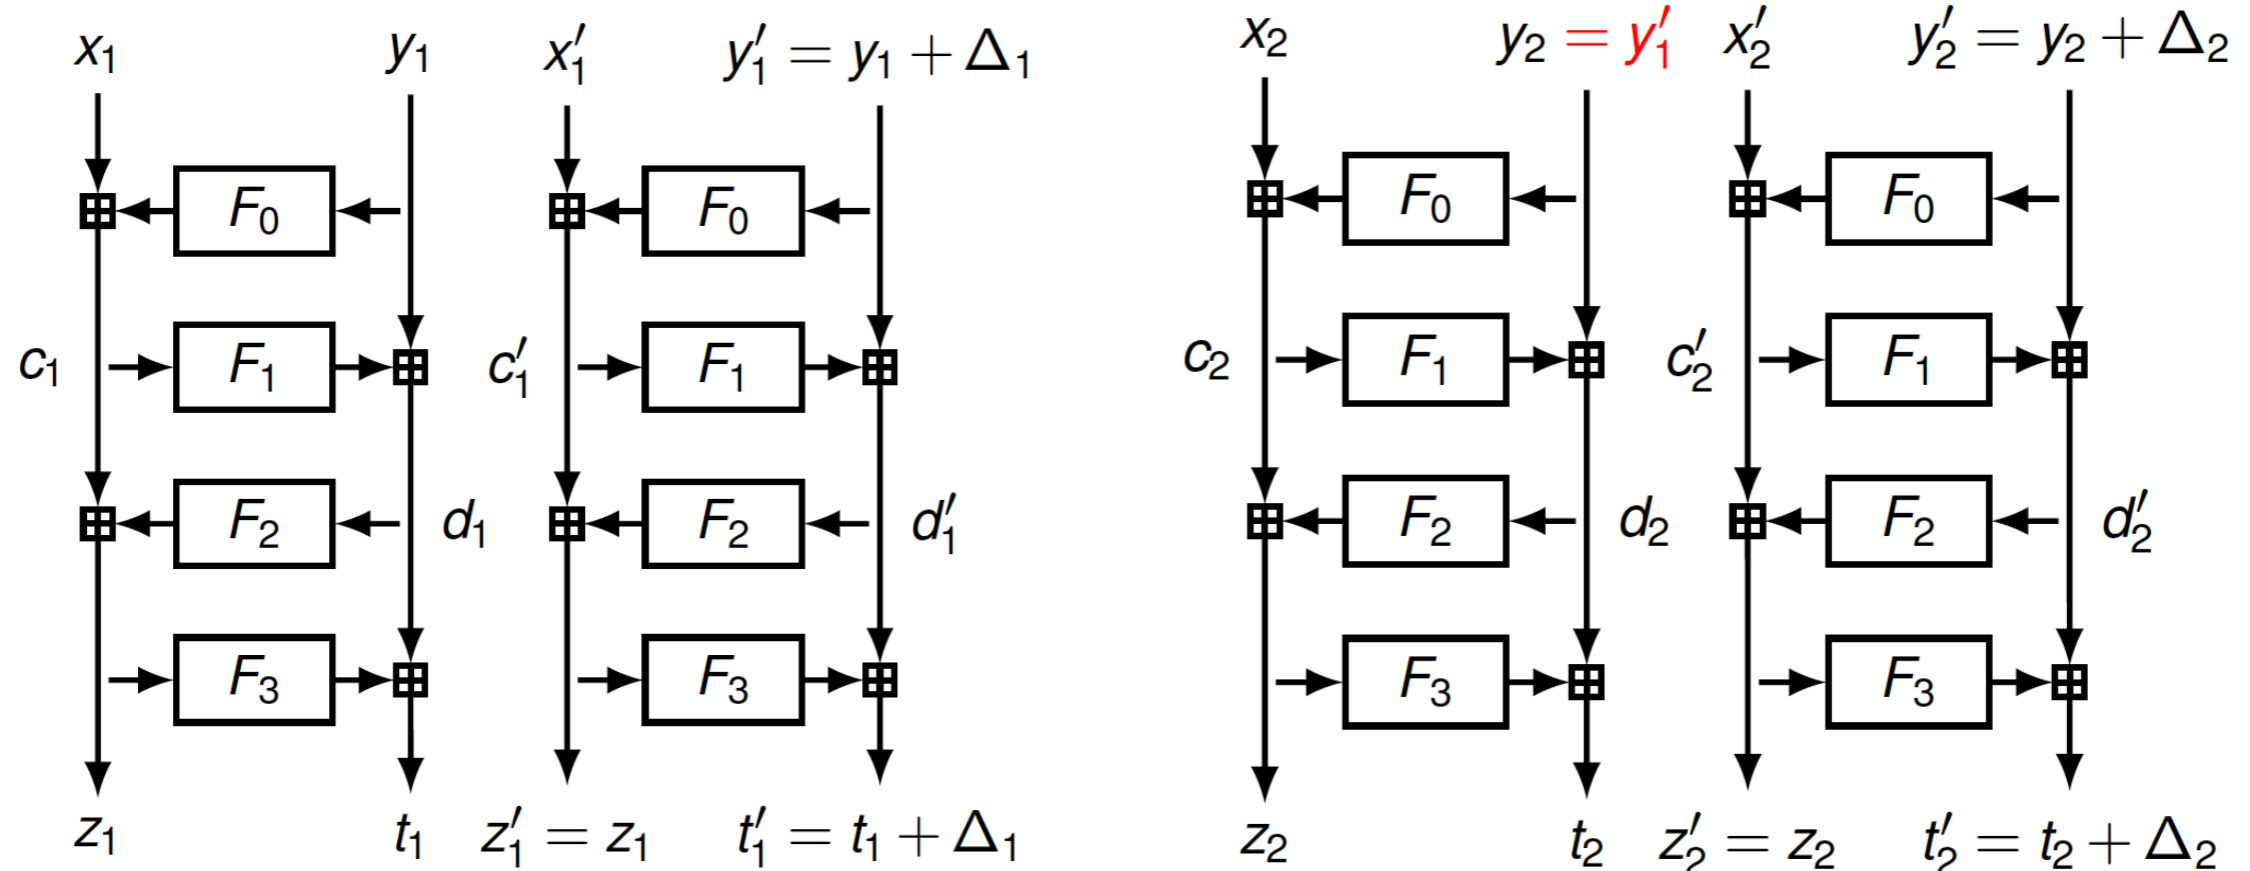 x₁ y₁ x′₁ y′₁ = y₁ + Δ₁ x₂ y₂ = y′₁ x′₂ y′₂ = y₂ + Δ₂
F₀ F₀ F₀ F₀
c₁ F₁ c′₁ F₁ c₂ F₁ c′₂ F₁
F₂ d₁ F₂ d′₁ F₂ d₂ F₂ d′₂
F₃ F₃ F₃ F₃
z₁ t₁ z′₁ = z₁ t′₁ = t₁ + Δ₁ z₂ t₂ z′₂ = z₂ t′₂ = t₂ + Δ₂